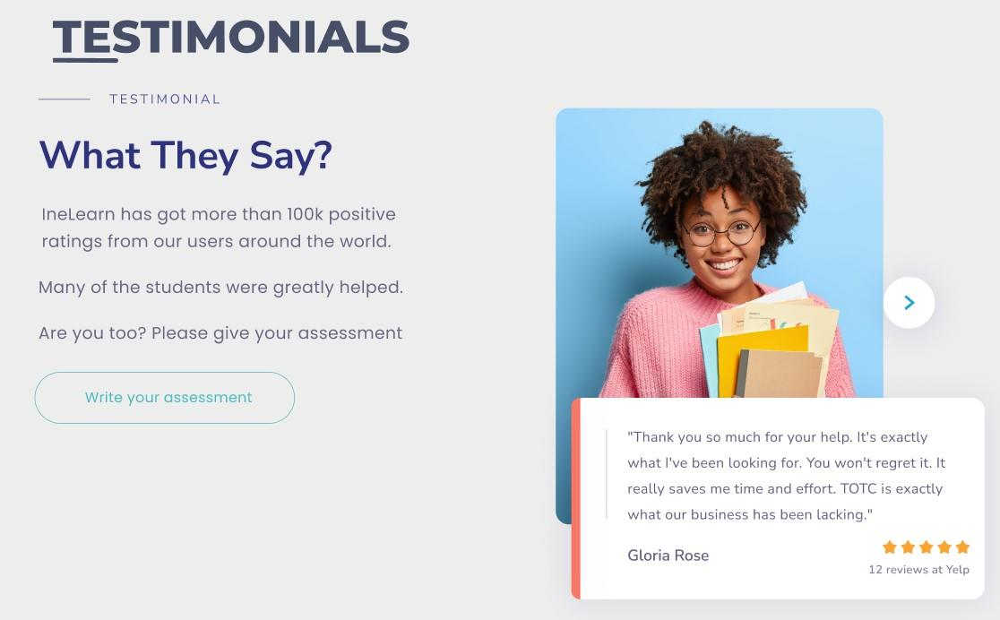 TESTIMONIALS
TESTIMONIAL
What They Say?
IneLearn has got more than 100k positive
ratings from our users around the world.
Many of the students were greatly helped.
Are you too? Please give your assessment
Write your assessment
"Thank you so much for your help. It's exactly
what I've been looking for. You won't regret it. It
really saves me time and effort. TOTC is exactly
what our business has been lacking."
Gloria Rose
12 reviews at Yelp